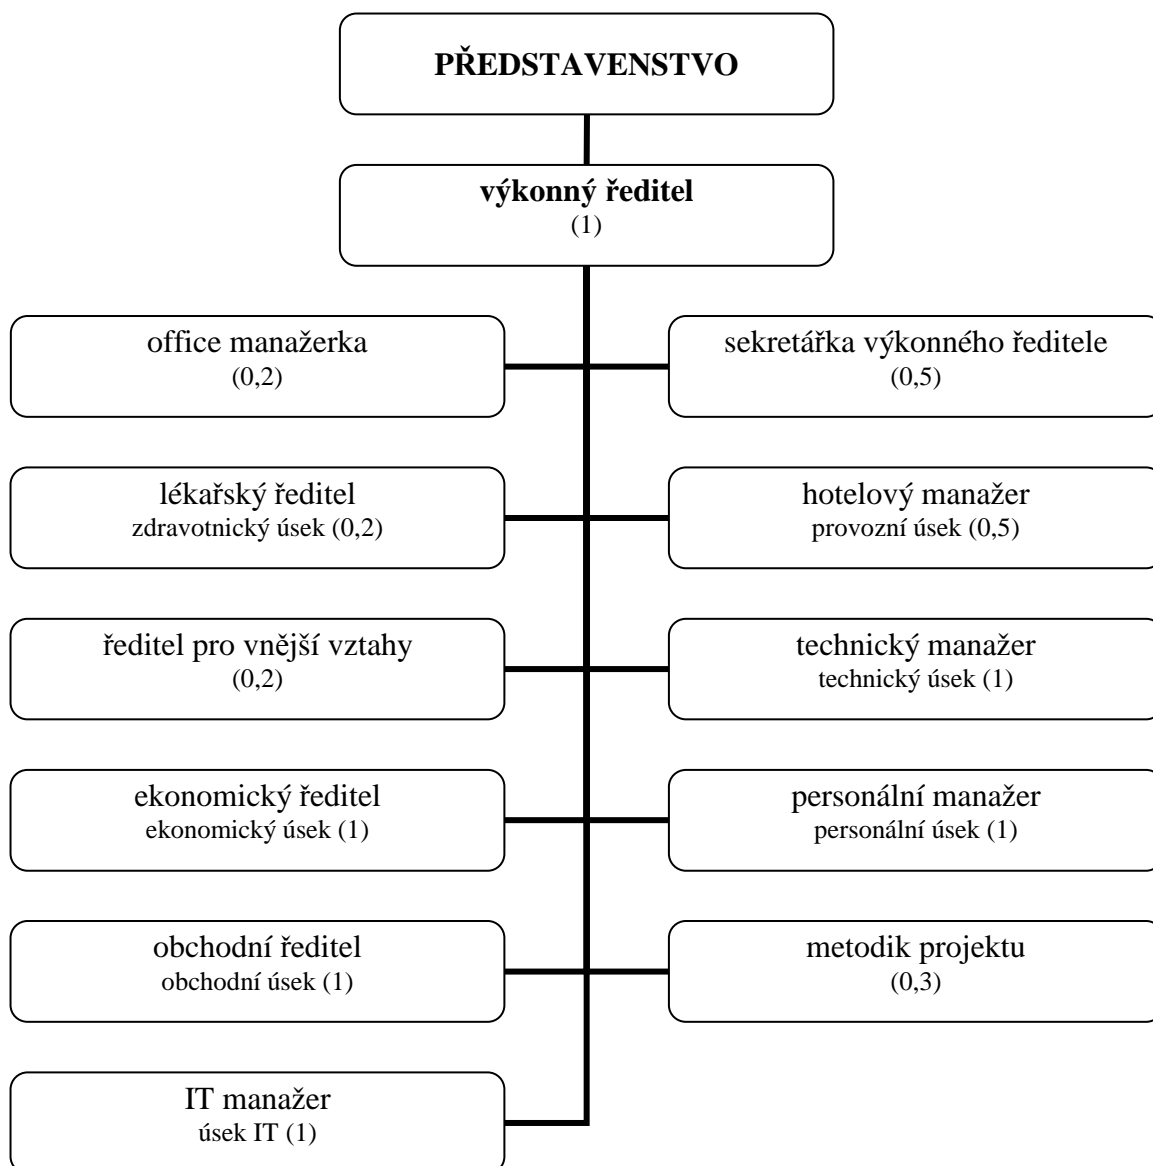 PŘEDSTAVENSTVO
výkonný ředitel
(1)
office manažerka
(0,2)
sekretářka výkonného ředitele
(0,5)
lékařský ředitel
zdravotnický úsek (0,2)
hotelový manažer
provozní úsek (0,5)
ředitel pro vnější vztahy
(0,2)
technický manažer
technický úsek (1)
ekonomický ředitel
ekonomický úsek (1)
personální manažer
personální úsek (1)
obchodní ředitel
obchodní úsek (1)
metodik projektu
(0,3)
IT manažer
úsek IT (1)